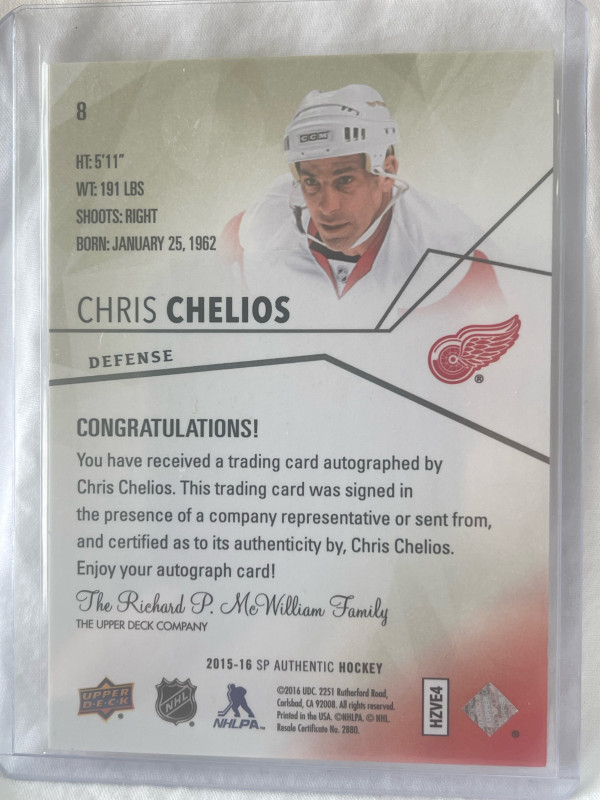 8
HT: 5'11"
WT: 191 LBS
SHOOTS: RIGHT
BORN: JANUARY 25, 1962
CCM
CHRIS CHELIOS
DEFENSE
®
CONGRATULATIONS!
You have received a trading card autographed by
Chris Chelios. This trading card was signed in
the presence of a company representative or sent from,
and certified as to its authenticity by, Chris Chelios.
Enjoy your autograph card!
The Richard P. McWilliam Family
THE UPPER DECK COMPANY
2015-16 SP AUTHENTIC HOCKEY
UPPER DECK
NHL
NHLPA
©2016 UDC. 2251 Rutherford Road,
Carlsbad, CA 92008. All rights reserved.
Printed in the USA. ©NHLPA. © NHL.
Resale Certificate No. 2880.
HZVE4